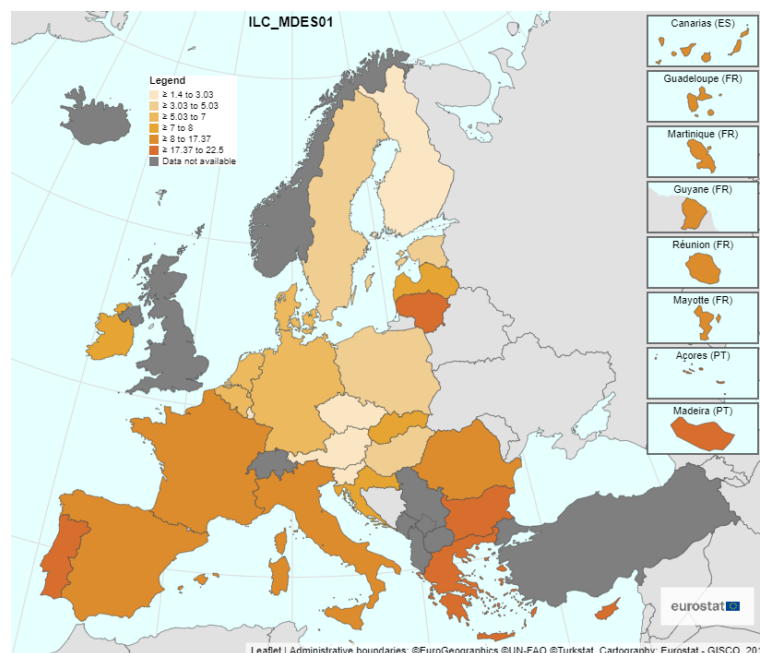 ILC_MDES01
Legend
≥ 1.4 to 3.03
≥ 3.03 to 5.03
≥ 5.03 to 7
≥ 7 to 8
≥ 8 to 17.37
≥ 17.37 to 22.5
Data not available
Canarias (ES)
Guadeloupe (FR)
Martinique (FR)
Guyane (FR)
Réunion (FR)
Mayotte (FR)
Açores (PT)
Madeira (PT)
eurostat
Leaflet | Administrative boundaries: ©EuroGeographics ©UN-FAO ©Turkstat, Cartography: Eurostat - GISCO,